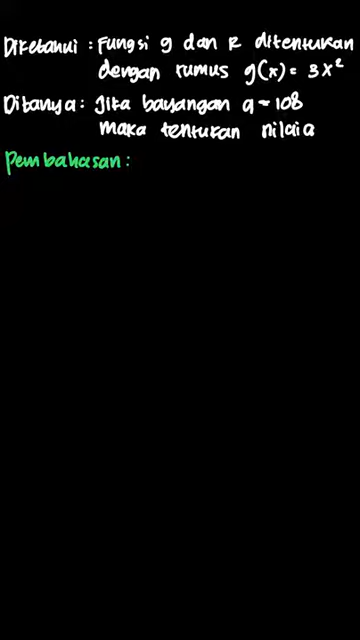 Diketahui : Fungsi g dan R ditentukan
dengan rumus g(x) = 3x²
Ditanya : Jika bayangan a = 108
maka tentukan nilai a
Pembahasan :